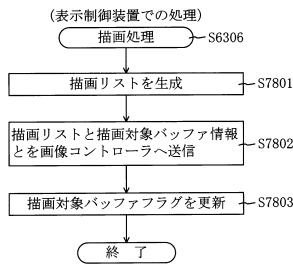 (表示制御装置での処理)
描画処理 S6306
描画リストを生成 S7801
描画リストと描画対象バッファ情報
とを画像コントローラへ送信 S7802
描画対象バッファフラグを更新 S7803
終 了